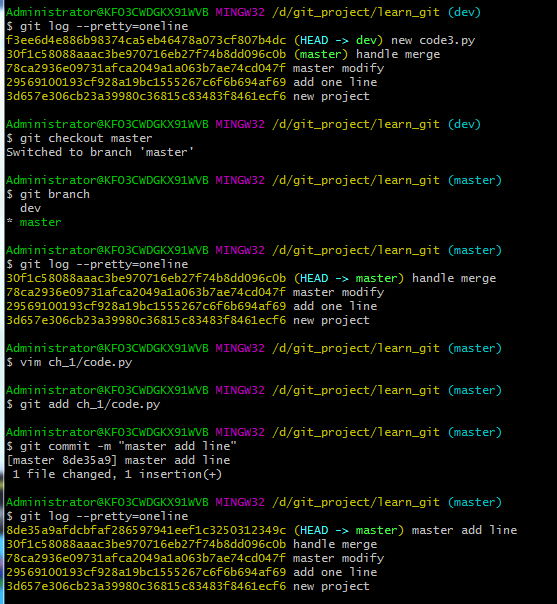 Administrator@KFO3CWDGKX91WVB MINGW32 /d/git_project/learn_git (dev)
$ git log --pretty=oneline
f3ee6d4e886b98374ca5eb46478a073cf807b4dc (HEAD -> dev) new code3.py
30f1c58088aaac3be970716eb27f74b8dd096c0b (master) handle merge
78ca2936e09731afca2049a1a063b7ae74cd047f master modify
29569100193cf928a19bc1555267c6f6b694af69 add one line
3d657e306cb23a39980c36815c83483f8461ecf6 new project
Administrator@KFO3CWDGKX91WVB MINGW32 /d/git_project/learn_git (dev)
$ git checkout master
Switched to branch 'master'
Administrator@KFO3CWDGKX91WVB MINGW32 /d/git_project/learn_git (master)
$ git branch
  dev
* master
Administrator@KFO3CWDGKX91WVB MINGW32 /d/git_project/learn_git (master)
$ git log --pretty=oneline
30f1c58088aaac3be970716eb27f74b8dd096c0b (HEAD -> master) handle merge
78ca2936e09731afca2049a1a063b7ae74cd047f master modify
29569100193cf928a19bc1555267c6f6b694af69 add one line
3d657e306cb23a39980c36815c83483f8461ecf6 new project
Administrator@KFO3CWDGKX91WVB MINGW32 /d/git_project/learn_git (master)
$ vim ch_1/code.py
Administrator@KFO3CWDGKX91WVB MINGW32 /d/git_project/learn_git (master)
$ git add ch_1/code.py
Administrator@KFO3CWDGKX91WVB MINGW32 /d/git_project/learn_git (master)
$ git commit -m "master add line"
[master 8de35a9] master add line
 1 file changed, 1 insertion(+)
Administrator@KFO3CWDGKX91WVB MINGW32 /d/git_project/learn_git (master)
$ git log --pretty=oneline
8de35a9afdcbfaf286597941eef1c3250312349c (HEAD -> master) master add line
30f1c58088aaac3be970716eb27f74b8dd096c0b handle merge
78ca2936e09731afca2049a1a063b7ae74cd047f master modify
29569100193cf928a19bc1555267c6f6b694af69 add one line
3d657e306cb23a39980c36815c83483f8461ecf6 new project